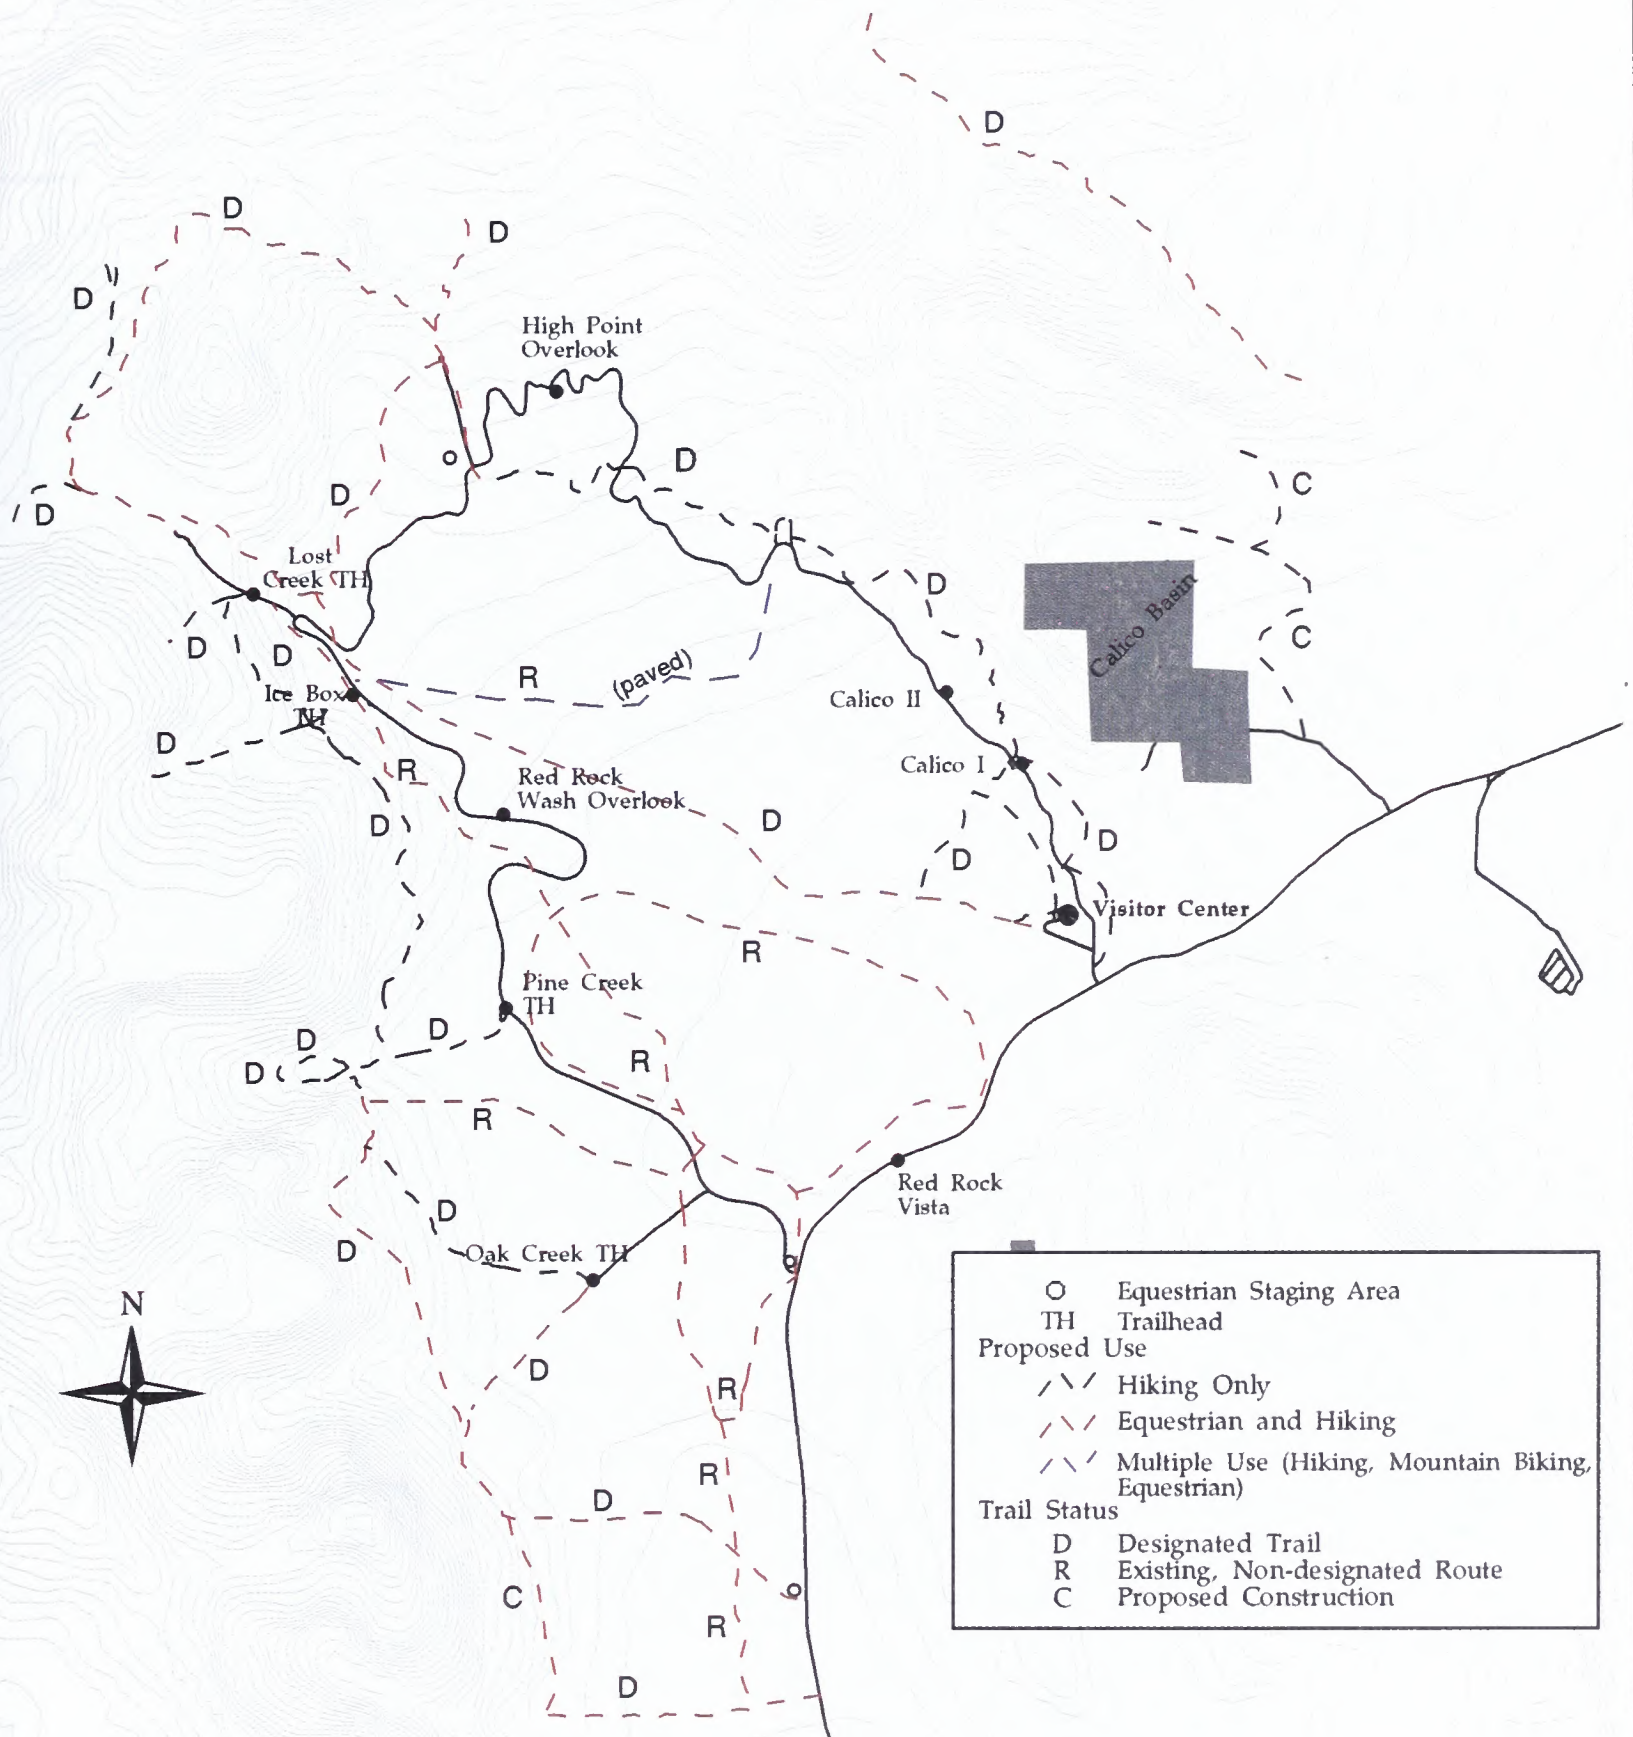 D
D
D
D
High Point
Overlook
D
D
C
D
D
Lost
Creek TH
D
Calico Basin
C
D
D
R
(paved)
Ice Box
TH
TH
Calico II
D
R
Calico I
Red Rock
Wash Overlook
D
D
D
D
Visitor Center
R
Pine Creek
TH
D
D
D
R
R
Red Rock
Vista
D
D
Oak Creek TH
N
D
R
R
D
C
R
D
O Equestrian Staging Area
TH Trailhead
Proposed Use
Hiking Only
Equestrian and Hiking
Multiple Use (Hiking, Mountain Biking,
Equestrian)
Trail Status
D Designated Trail
R Existing, Non-designated Route
C Proposed Construction